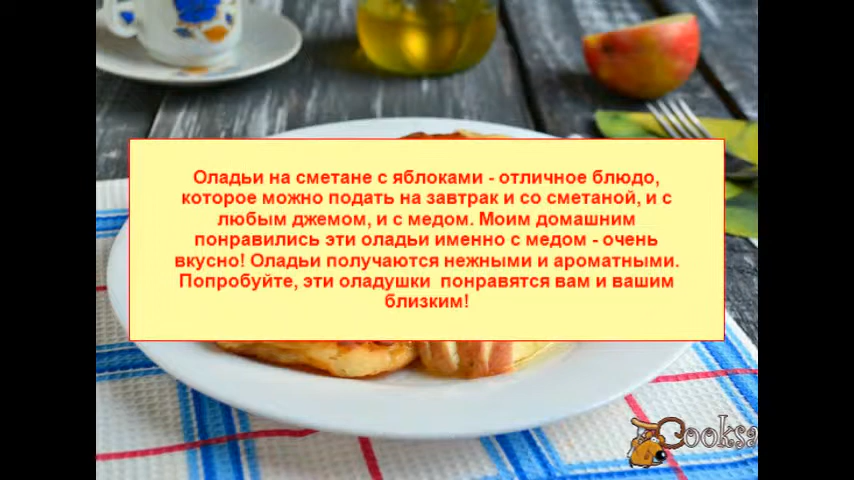 Оладьи на сметане с яблоками - отличное блюдо,
которое можно подать на завтрак и со сметаной, и с
любым джемом, и с медом. Моим домашним
понравились эти оладьи именно с медом - очень
вкусно! Оладьи получаются нежными и ароматными.
Попробуйте, эти оладушки  понравятся вам и вашим
близким!